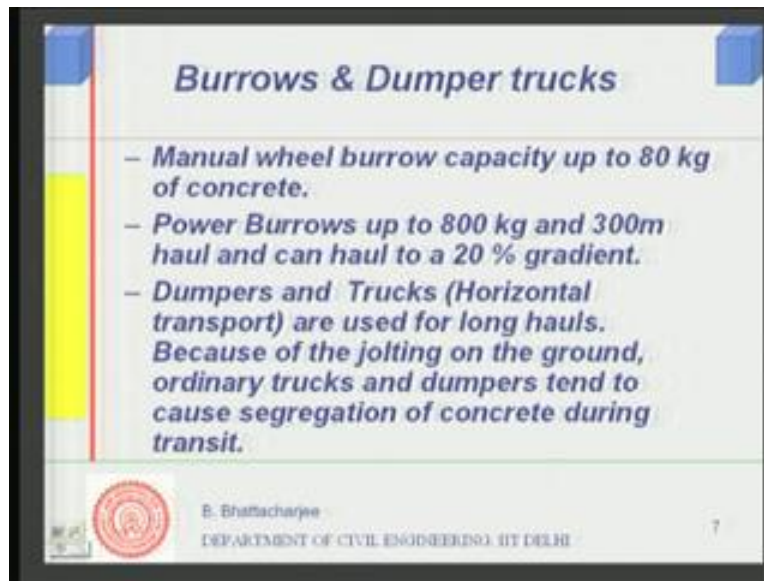 Burrows & Dumper trucks
– Manual wheel burrow capacity up to 80 kg
of concrete.
– Power Burrows up to 800 kg and 300m
haul and can haul to a 20 % gradient.
– Dumpers and Trucks (Horizontal
transport) are used for long hauls.
Because of the jolting on the ground,
ordinary trucks and dumpers tend to
cause segregation of concrete during
transit.
B. Bhattacharjee
DEPARTMENT OF CIVIL ENGINEERING, IIT DELHI
7